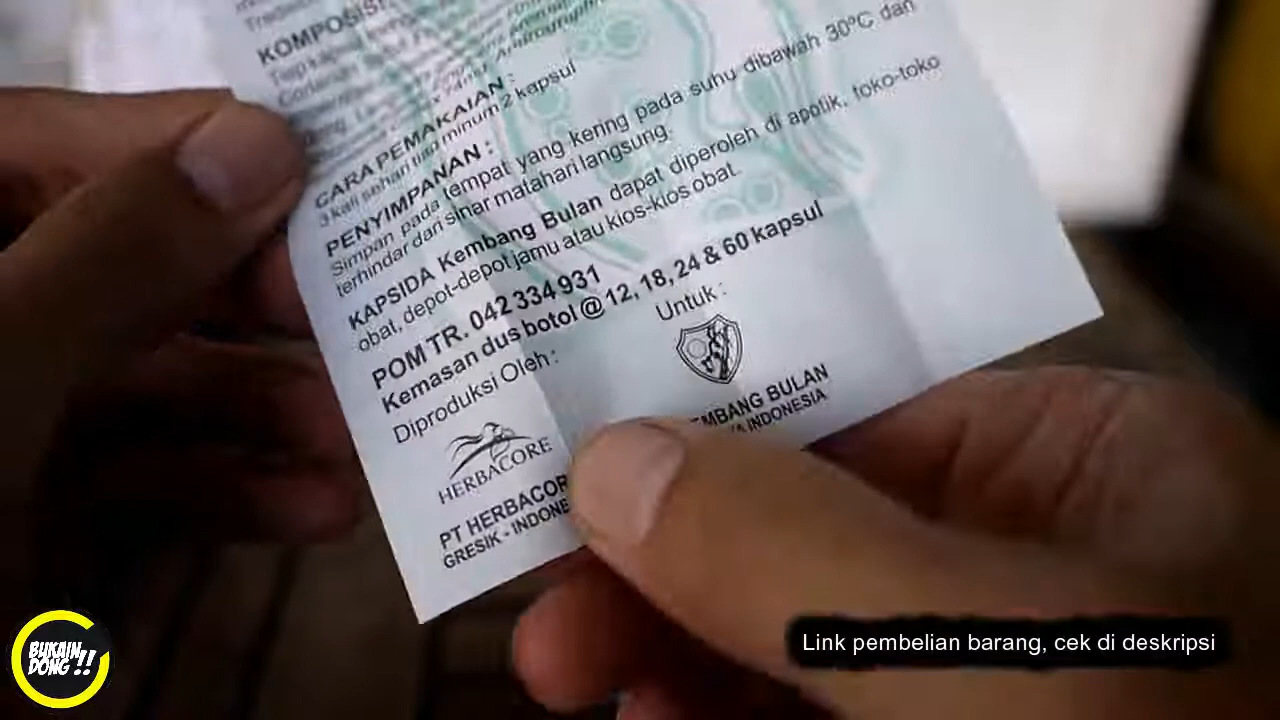 KOMPOSISI
CARA PEMAKAIAN :
3 kali sehari tiap minum 2 kapsul
PENYIMPANAN :
Simpan pada tempat yang kering pada suhu dibawah 30°C dan
terhindar dari sinar matahari langsung.
KAPSIDA Kembang Bulan dapat diperoleh di apotik, toko-toko
obat, depot-depot jamu atau kios-kios obat.
POM TR. 042 334 931
Kemasan dus botol @ 12, 18, 24 & 60 kapsul
Diproduksi Oleh :
Untuk :
HERBACORE
PT HERBACOR
GRESIK - INDONE
EMBANG BULAN
A INDONESIA
BUKAIN
DONG !!
Link pembelian barang, cek di deskripsi